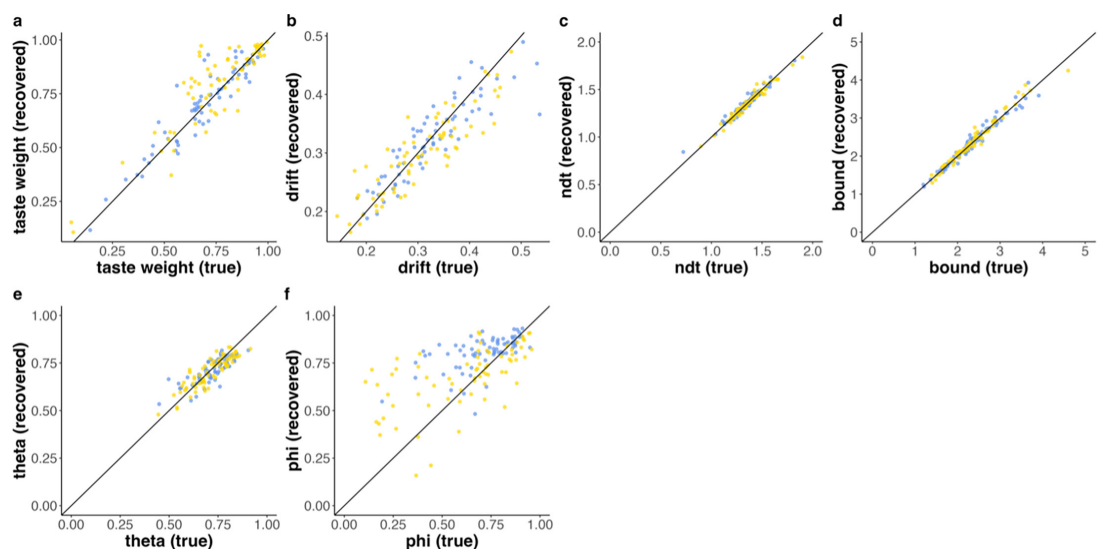 a
taste weight (recovered)
1.00
0.75
0.50
0.25
0.25 0.50 0.75 1.00
taste weight (true)
b
drift (recovered)
0.5
0.4
0.3
0.2
0.2 0.3 0.4 0.5
drift (true)
c
ndt (recovered)
2.0
1.5
1.0
0.5
0.0
0.0 0.5 1.0 1.5 2.0
ndt (true)
d
bound (recovered)
5
4
3
2
1
0
0 1 2 3 4 5
bound (true)
e
theta (recovered)
1.00
0.75
0.50
0.25
0.00
0.00 0.25 0.50 0.75 1.00
theta (true)
f
phi (recovered)
1.00
0.75
0.50
0.25
0.00
0.00 0.25 0.50 0.75 1.00
phi (true)